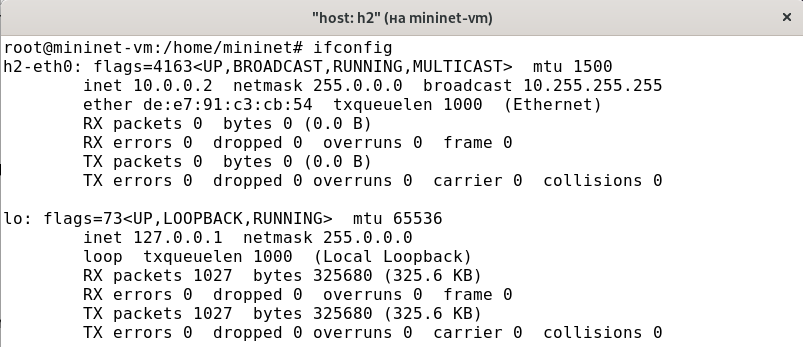 "host: h2" (на mininet-vm)
×
root@mininet-vm:/home/mininet# ifconfig
h2-eth0: flags=4163<UP,BROADCAST,RUNNING,MULTICAST>  mtu 1500
        inet 10.0.0.2  netmask 255.0.0.0  broadcast 10.255.255.255
        ether de:e7:91:c3:cb:54  txqueuelen 1000  (Ethernet)
        RX packets 0  bytes 0 (0.0 B)
        RX errors 0  dropped 0  overruns 0  frame 0
        TX packets 0  bytes 0 (0.0 B)
        TX errors 0  dropped 0 overruns 0  carrier 0  collisions 0

lo: flags=73<UP,LOOPBACK,RUNNING>  mtu 65536
        inet 127.0.0.1  netmask 255.0.0.0
        loop  txqueuelen 1000  (Local Loopback)
        RX packets 1027  bytes 325680 (325.6 KB)
        RX errors 0  dropped 0  overruns 0  frame 0
        TX packets 1027  bytes 325680 (325.6 KB)
        TX errors 0  dropped 0 overruns 0  carrier 0  collisions 0